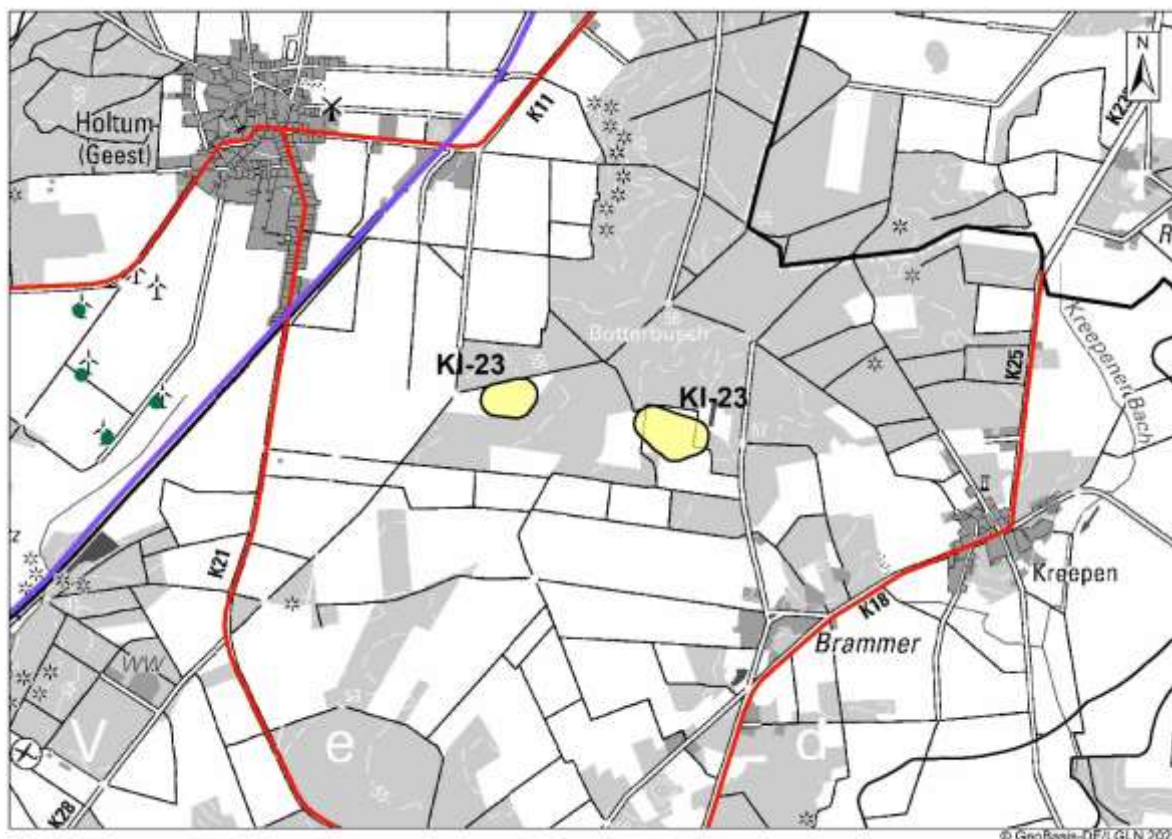 N
K23
Holtum
(Geest)
K11
R
Botterbusch
KI-23
KI-23
K25
Kreepener Bach
K21
Kreepen
K18
Brammer
WW
V
e
d
K28
© GeoBasis-DE/LGLN 202